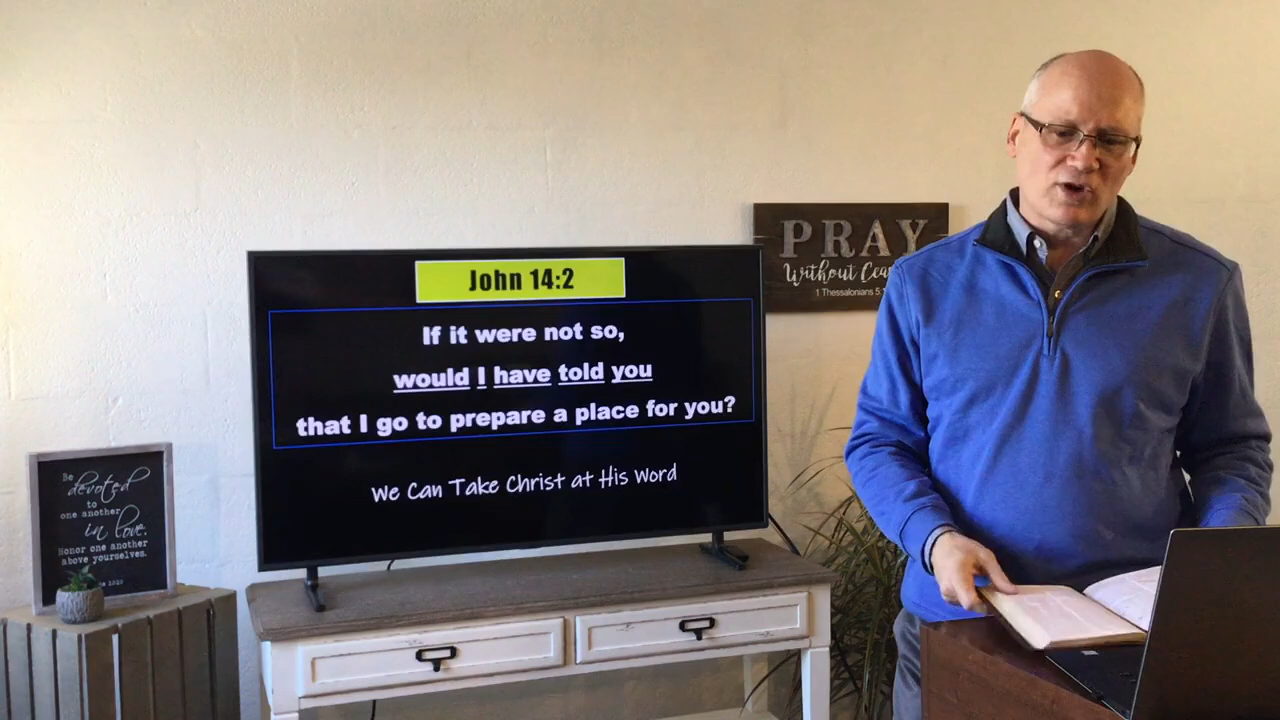 John 14:2
If it were not so,
would I have told you
that I go to prepare a place for you?
We Can Take Christ at His Word
PRAY
Without
1 Thessalonians 5:
Be
devoted
to
one another
in love.
Honor one another
above yourselves.